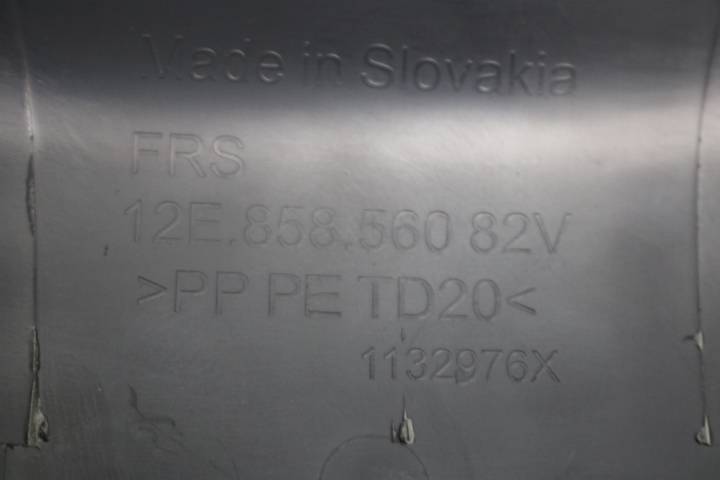 Made in Slovakia
FRS
12E.858.560 82V
>PP PE TD20<
1132976X